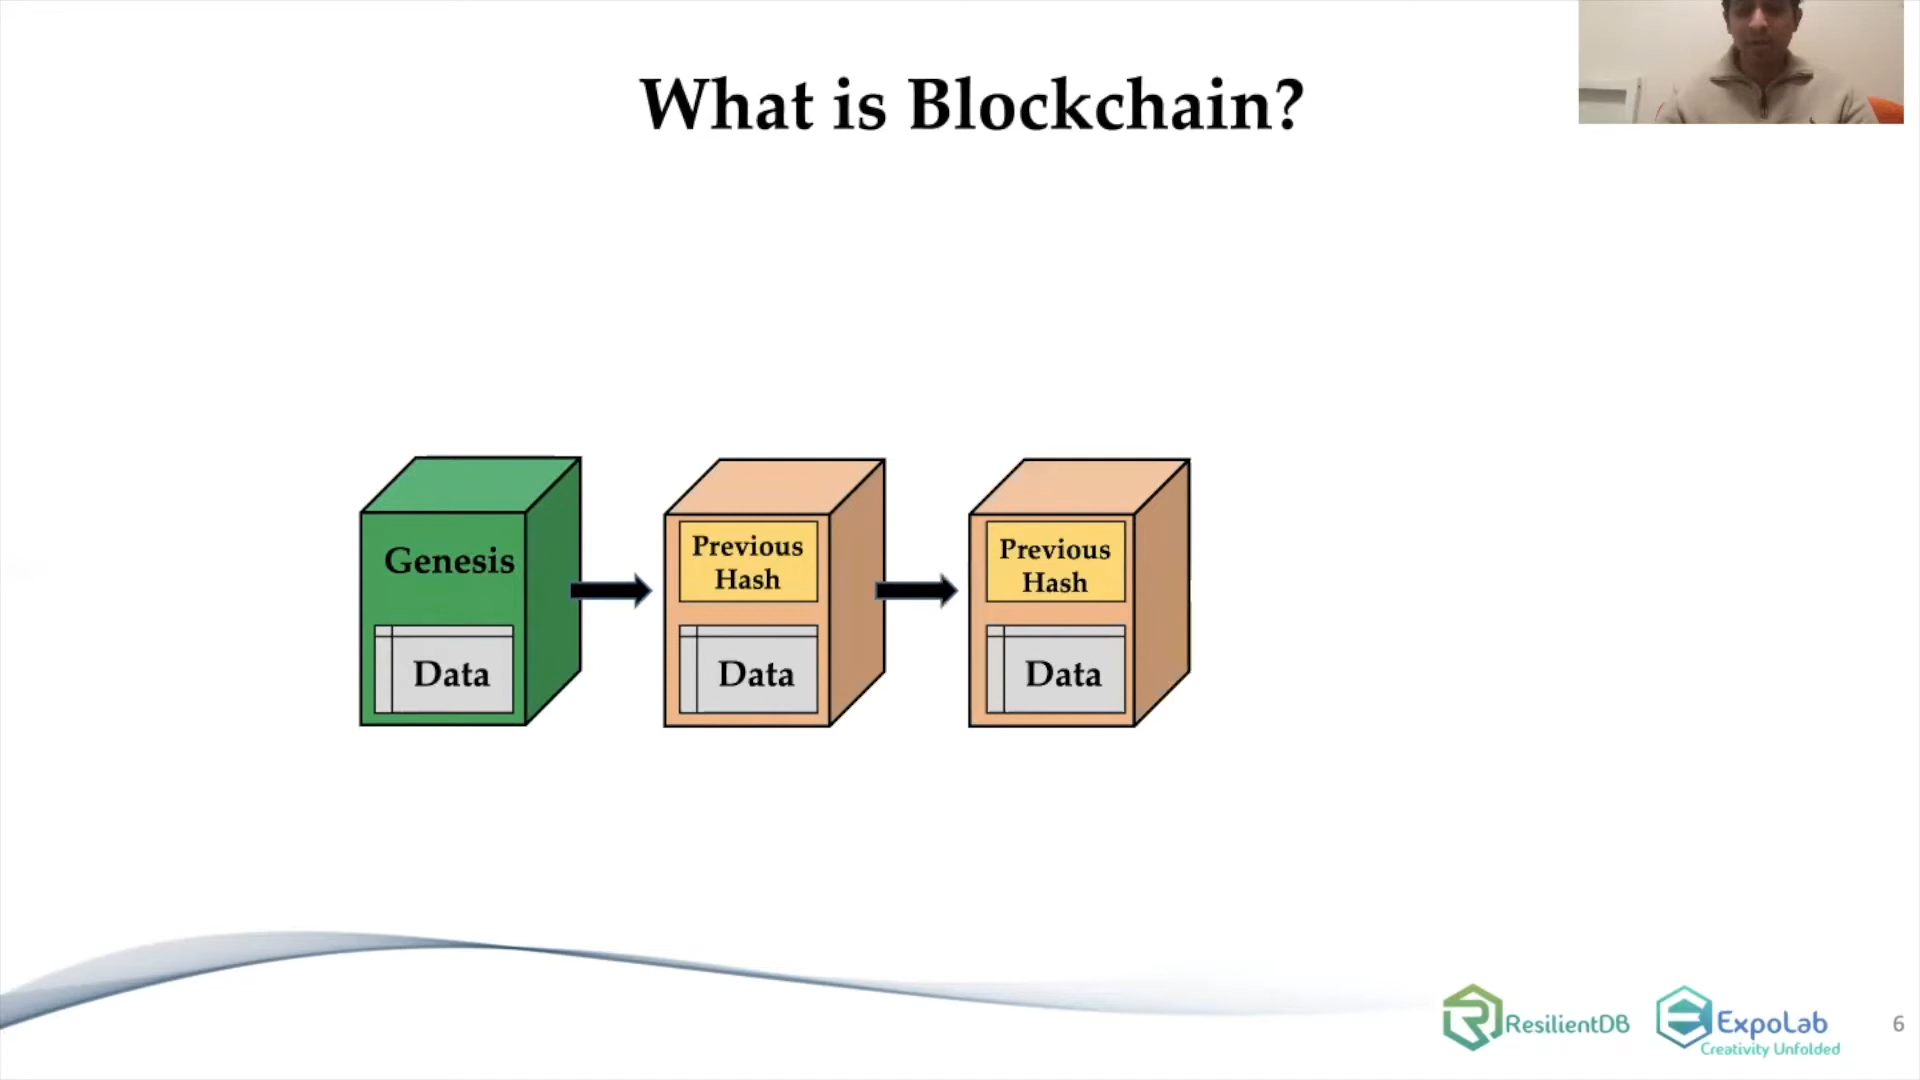 What is Blockchain?
Genesis
Data
Previous
Hash
Data
Previous
Hash
Data
ResilientDB
ExpoLab
Creativity Unfolded
6